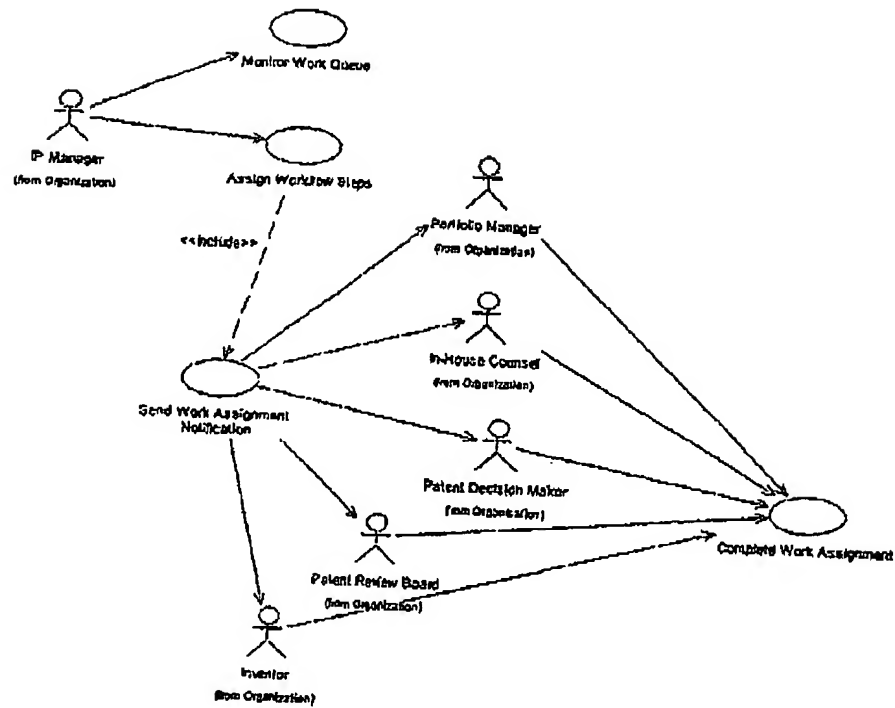 Monitor Work Queue
IP Manager
(from Organization)
Assign Workflow Steps
<<include>>
Portfolio Manager
(from Organization)
In-House Counsel
(from Organization)
Send Work Assignment
Notification
Patent Decision Maker
(from Organization)
Complete Work Assignment
Patent Review Board
(from Organization)
Inventor
(from Organization)